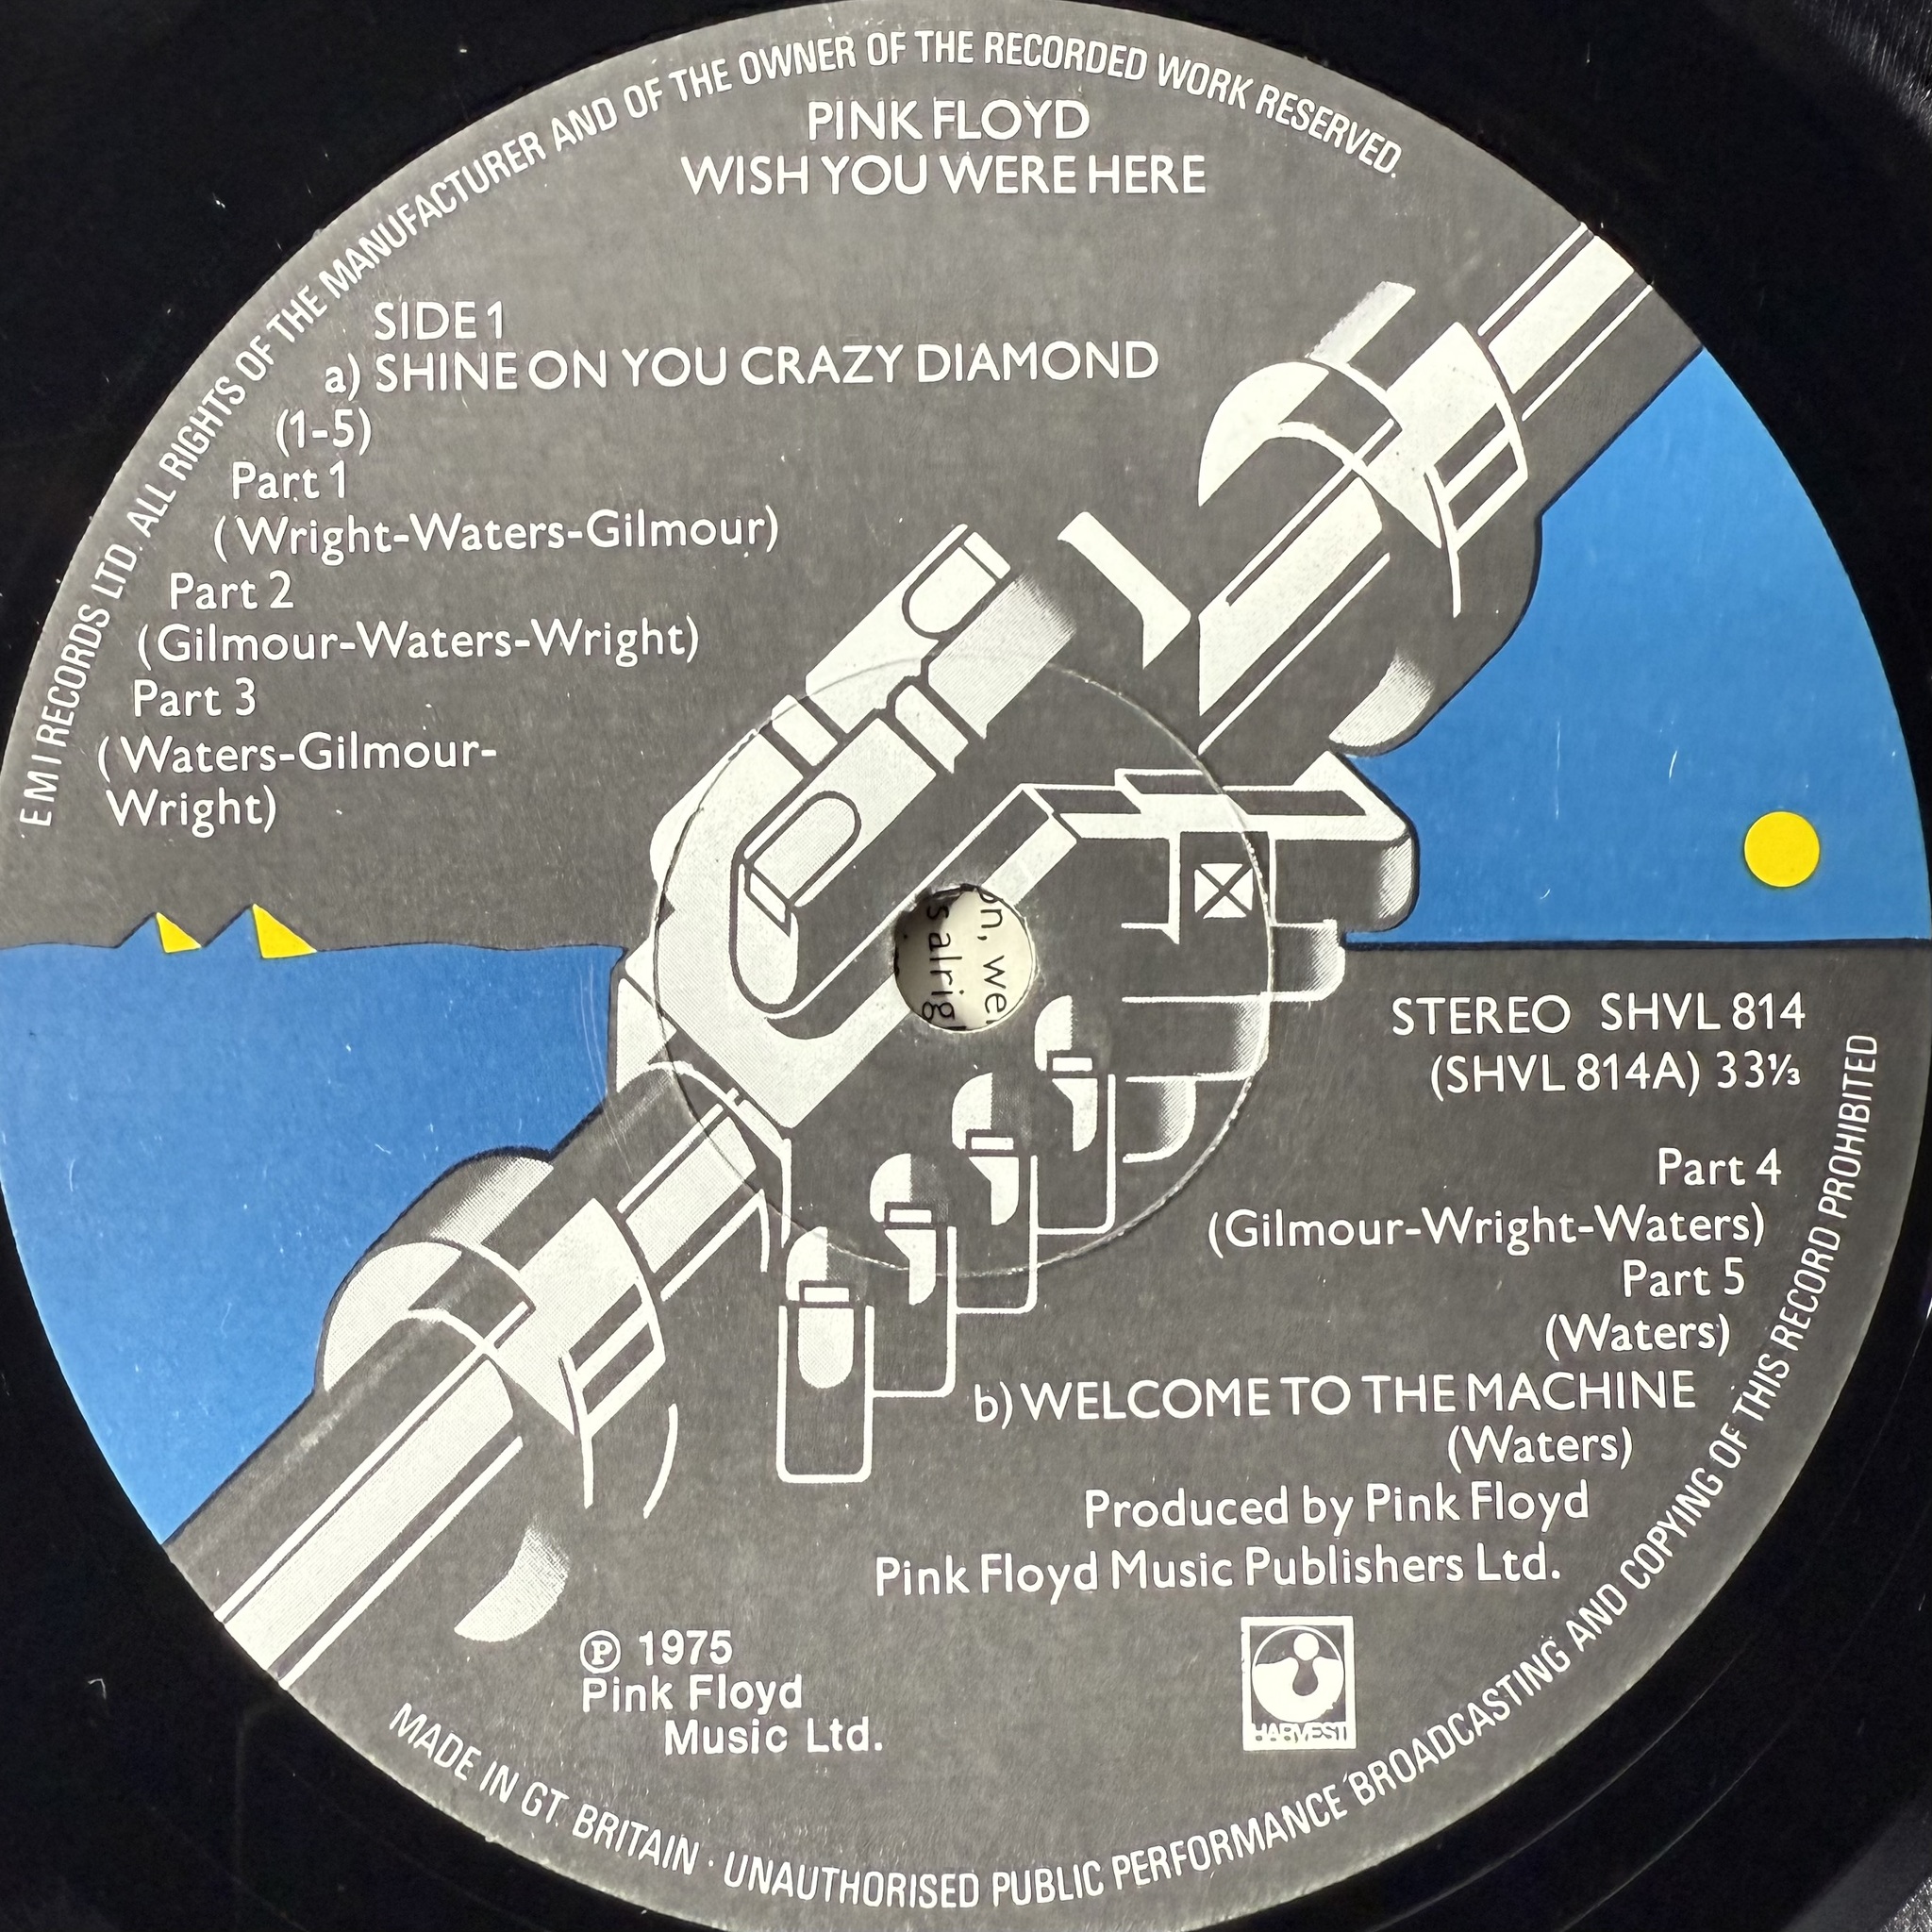 E M I RECORDS LTD. ALL RIGHTS OF THE MANUFACTURER AND OF THE OWNER OF THE RECORDED WORK RESERVED.
PINK FLOYD
WISH YOU WERE HERE
SIDE 1
a) SHINE ON YOU CRAZY DIAMOND
(1-5)
Part 1
(Wright-Waters-Gilmour)
Part 2
(Gilmour-Waters-Wright)
Part 3
(Waters-Gilmour-
Wright)
on, we
s alrig
STEREO SHVL 814
(SHVL 814A) 33⅓
Part 4
(Gilmour-Wright-Waters)
Part 5
(Waters)
b) WELCOME TO THE MACHINE
(Waters)
Produced by Pink Floyd
Pink Floyd Music Publishers Ltd.
℗ 1975
Pink Floyd
Music Ltd.
HARVEST
MADE IN GT. BRITAIN · UNAUTHORISED PUBLIC PERFORMANCE BROADCASTING AND COPYING OF THIS RECORD PROHIBITED